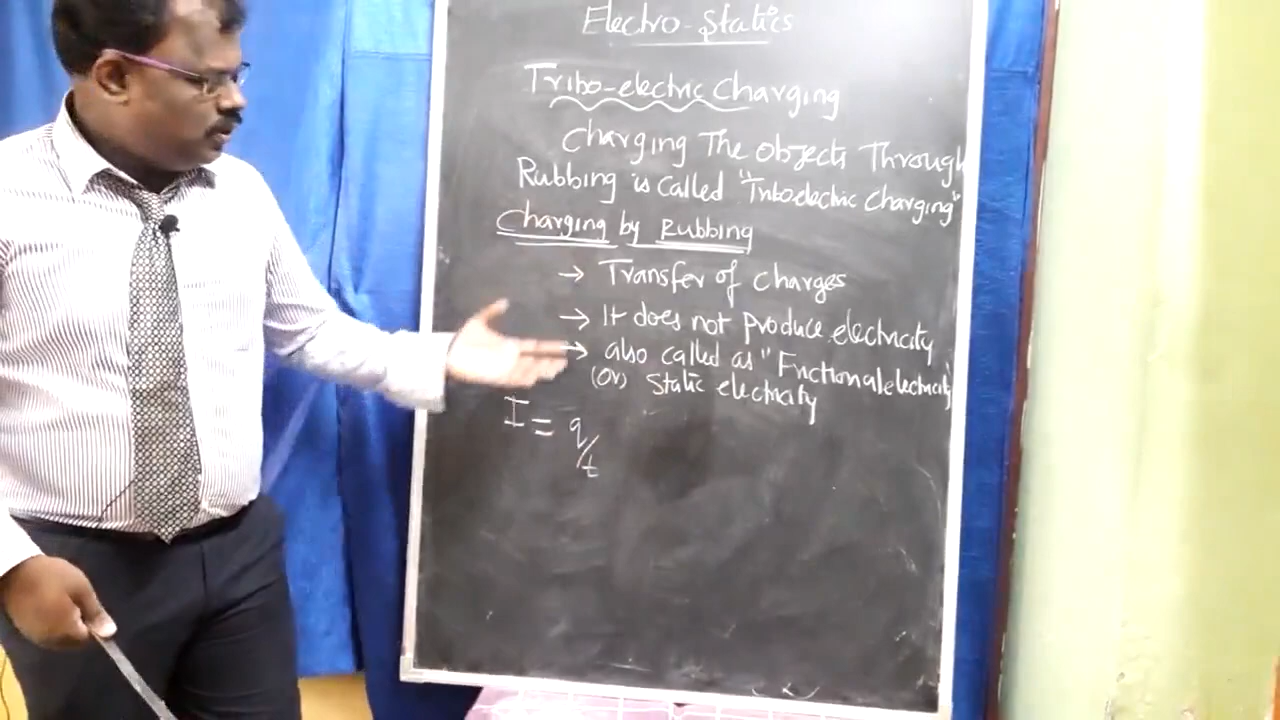 Electro-Statics
Tribo-electric Charging
Charging The Objects Through
Rubbing is called "Triboelectric Charging"
Charging by Rubbing
→ Transfer of charges
→ It does not produce electricity
→ also called as "Frictional electricity
(Or) Static electricity
I = q/t